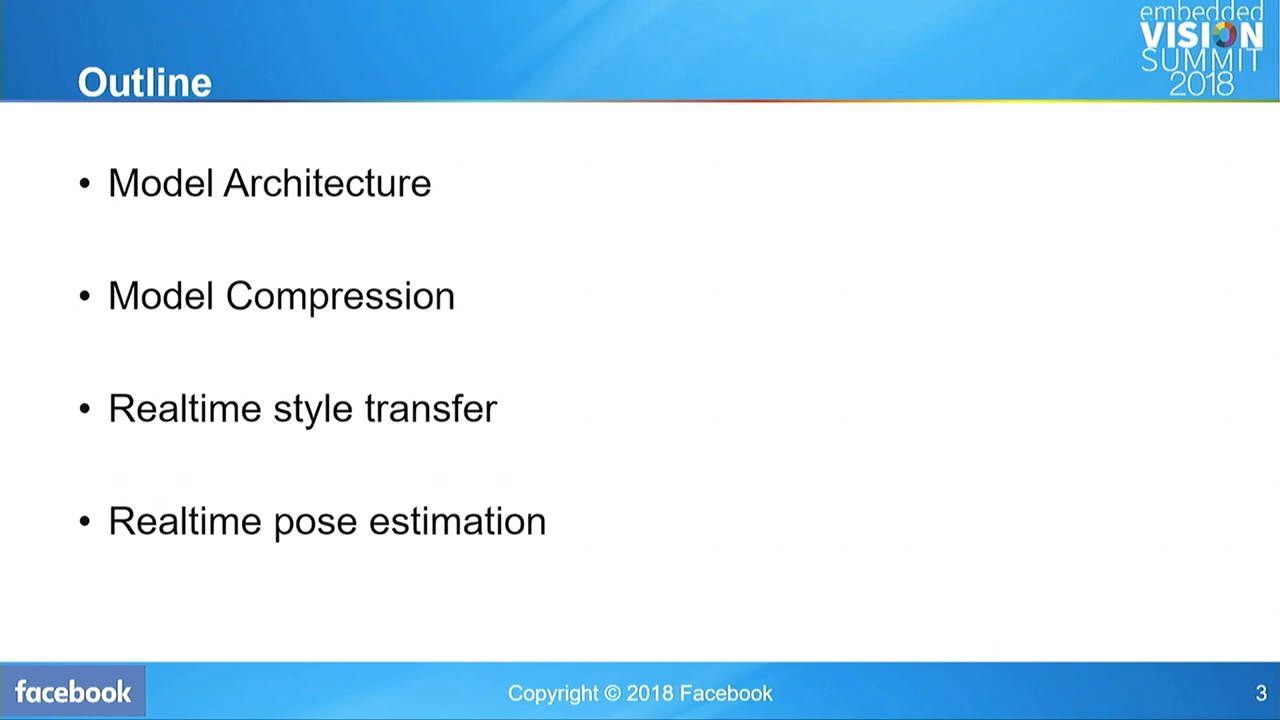 embedded
VISION
SUMMIT
2018
Outline
• Model Architecture
• Model Compression
• Realtime style transfer
• Realtime pose estimation
facebook
Copyright © 2018 Facebook
3